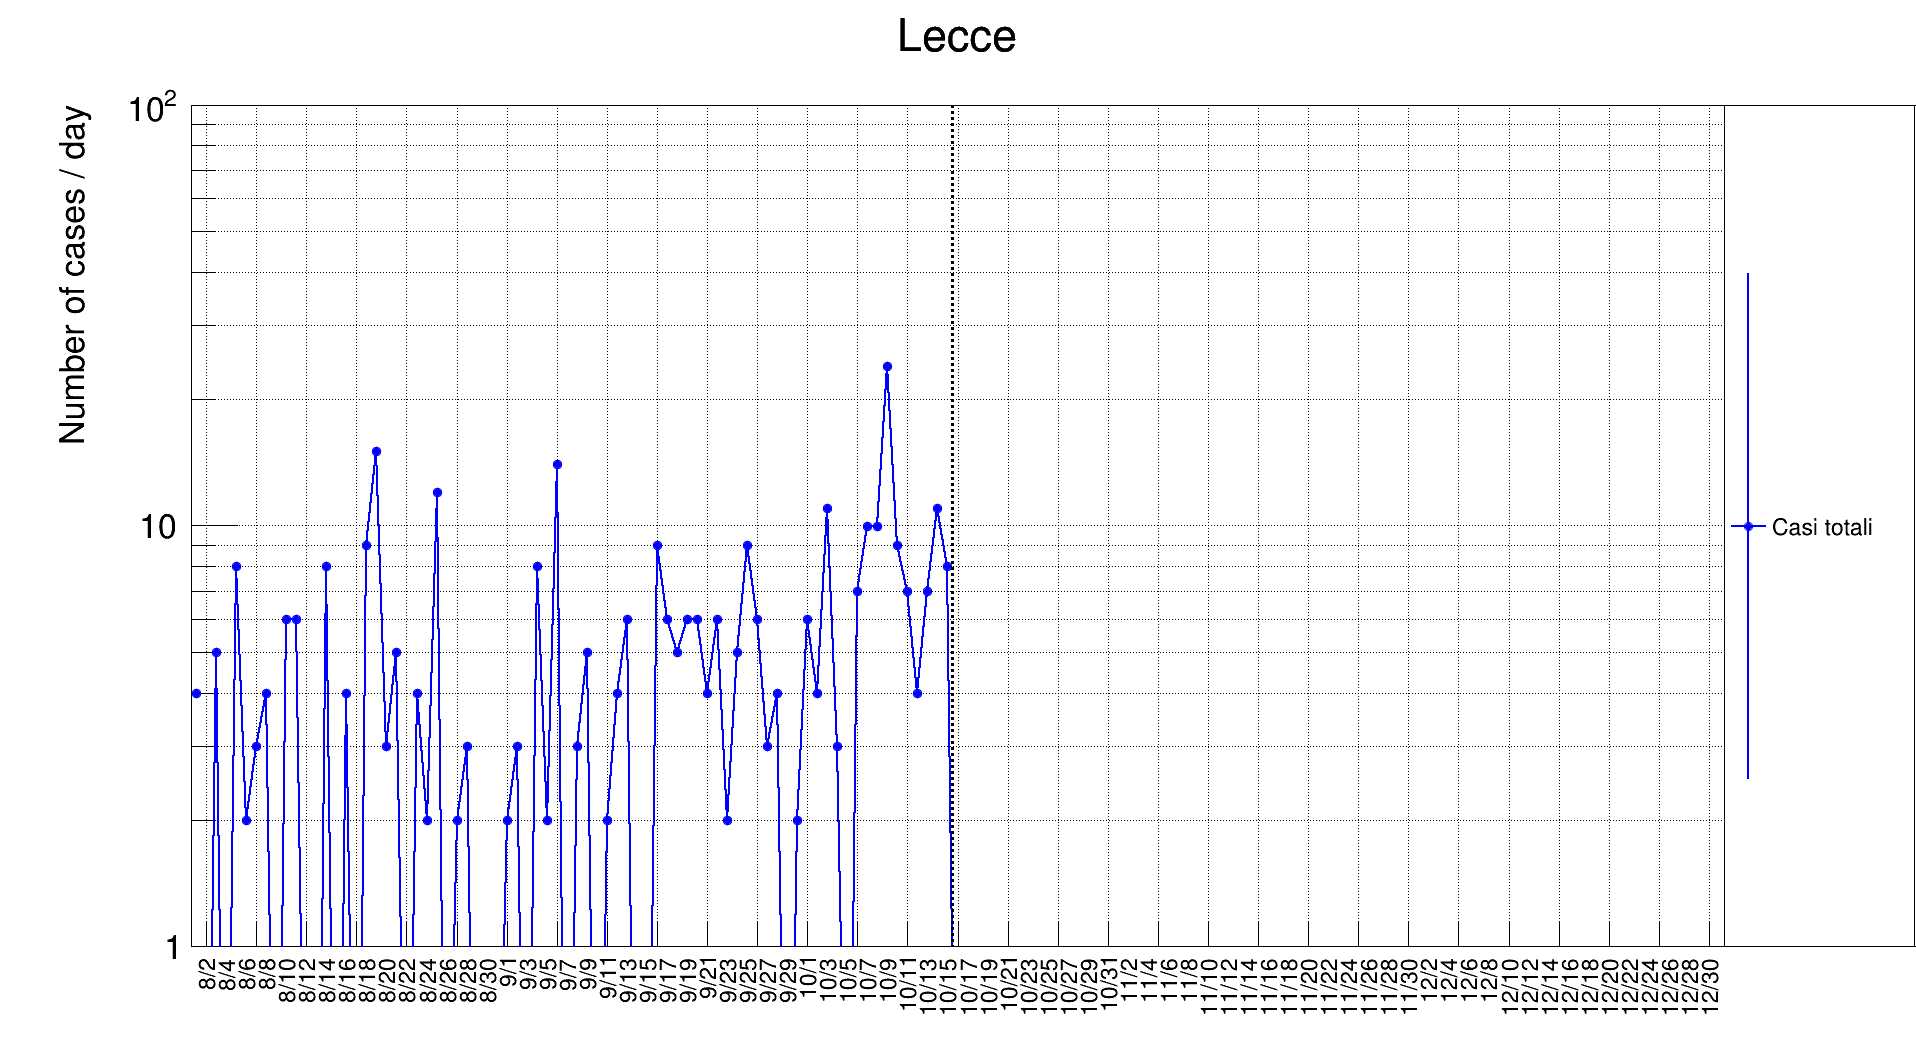 Lecce
Number of cases / day
10²
10
1
Casi totali
8/2 8/4 8/6 8/8 8/10 8/12 8/14 8/16 8/18 8/20 8/22 8/24 8/26 8/28 8/30 9/1 9/3 9/5 9/7 9/9 9/11 9/13 9/15 9/17 9/19 9/21 9/23 9/25 9/27 9/29 10/1 10/3 10/5 10/7 10/9 10/11 10/13 10/15 10/17 10/19 10/21 10/23 10/25 10/27 10/29 10/31 11/2 11/4 11/6 11/8 11/10 11/12 11/14 11/16 11/18 11/20 11/22 11/24 11/26 11/28 11/30 12/2 12/4 12/6 12/8 12/10 12/12 12/14 12/16 12/18 12/20 12/22 12/24 12/26 12/28 12/30